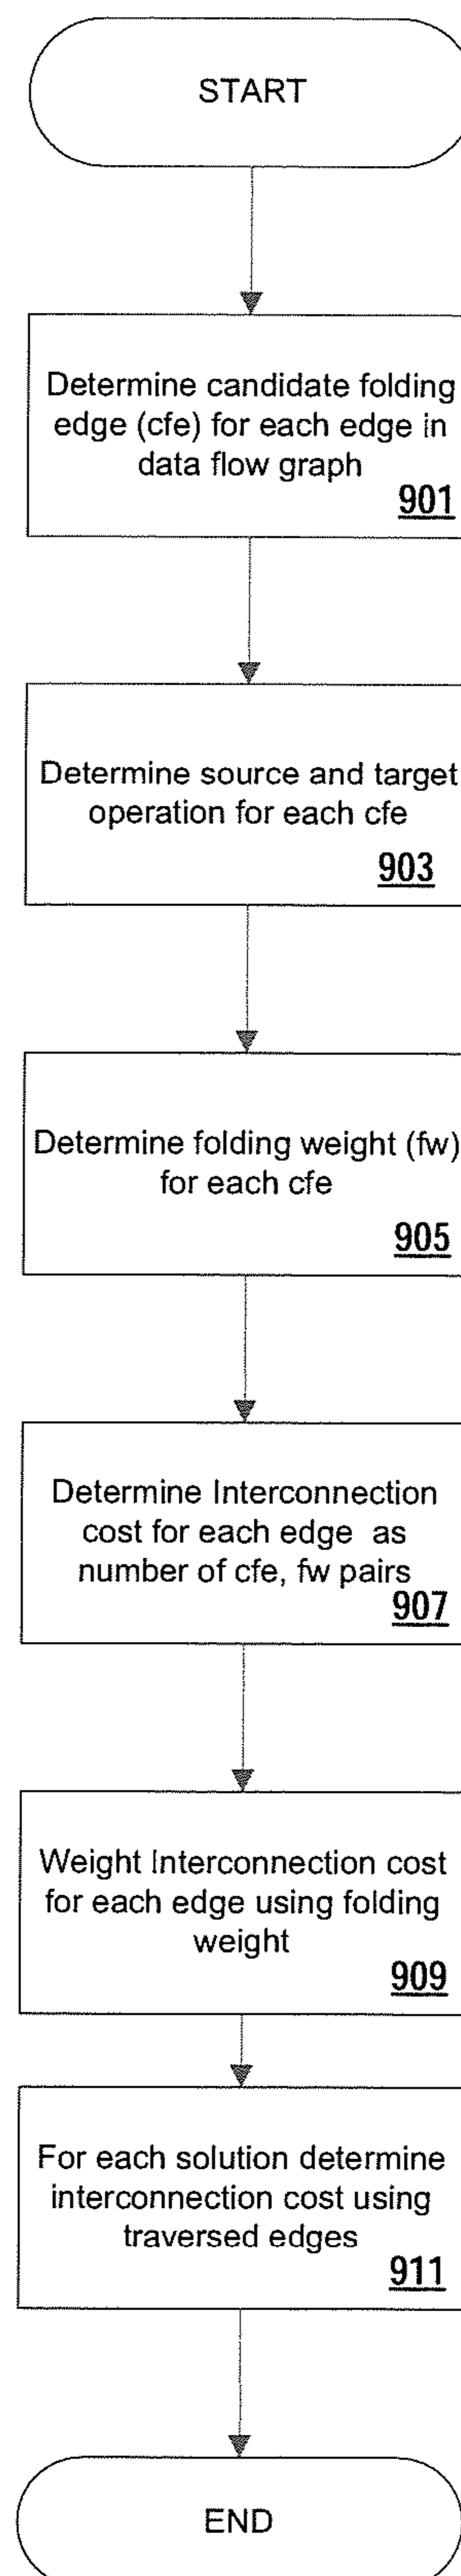 START
Determine candidate folding
edge (cfe) for each edge in
data flow graph
901
Determine source and target
operation for each cfe
903
Determine folding weight (fw)
for each cfe
905
Determine Interconnection
cost for each edge as
number of cfe, fw pairs
907
Weight Interconnection cost
for each edge using folding
weight
909
For each solution determine
interconnection cost using
traversed edges
911
END